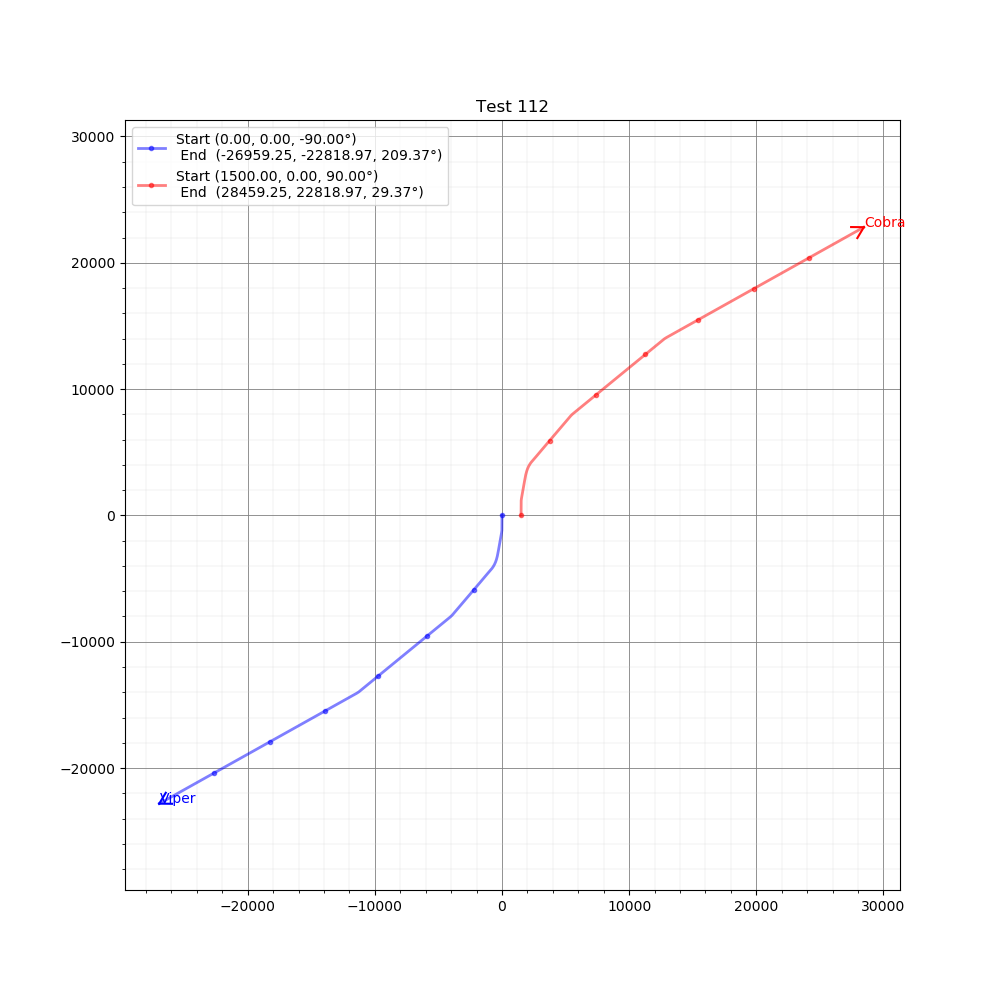 Test 112
Start (0.00, 0.00, -90.00°)
End  (-26959.25, -22818.97, 209.37°)
Start (1500.00, 0.00, 90.00°)
End  (28459.25, 22818.97, 29.37°)
Cobra
Viper
30000
20000
10000
0
−10000
−20000
−20000
−10000
0
10000
20000
30000